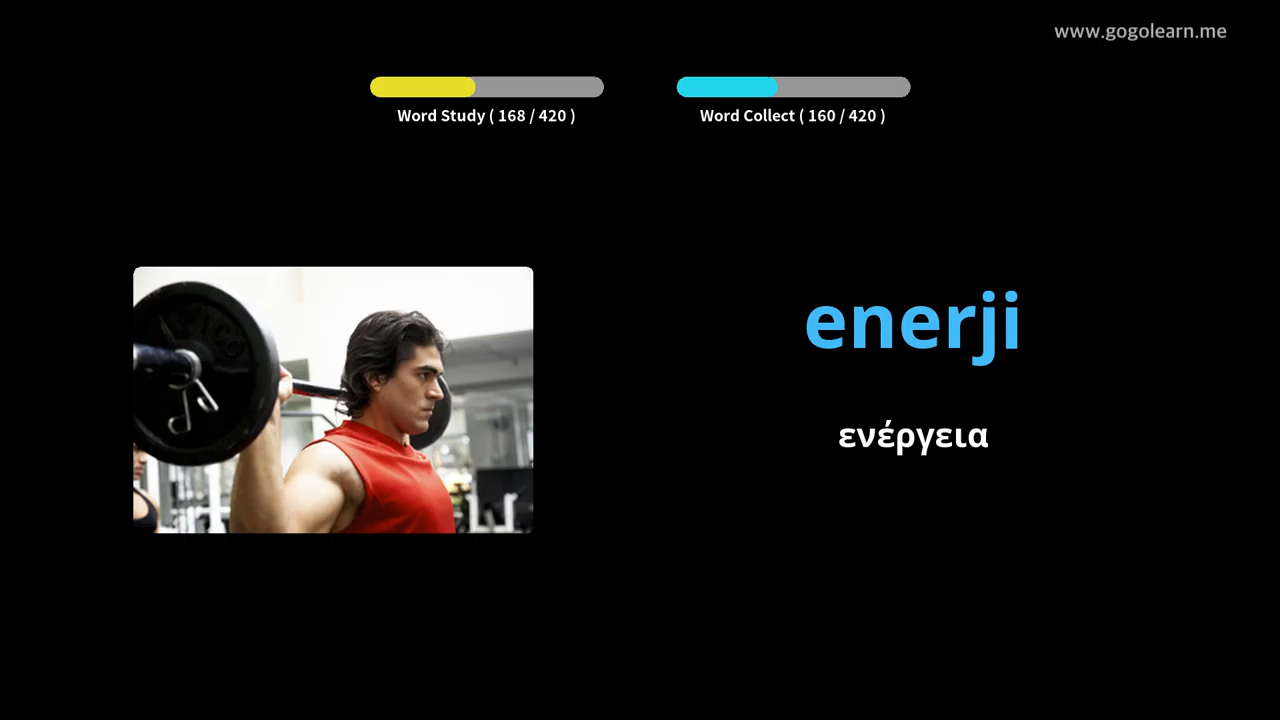 www.gogolearn.me
Word Study ( 168 / 420 )
Word Collect ( 160 / 420 )
enerji
ενέργεια